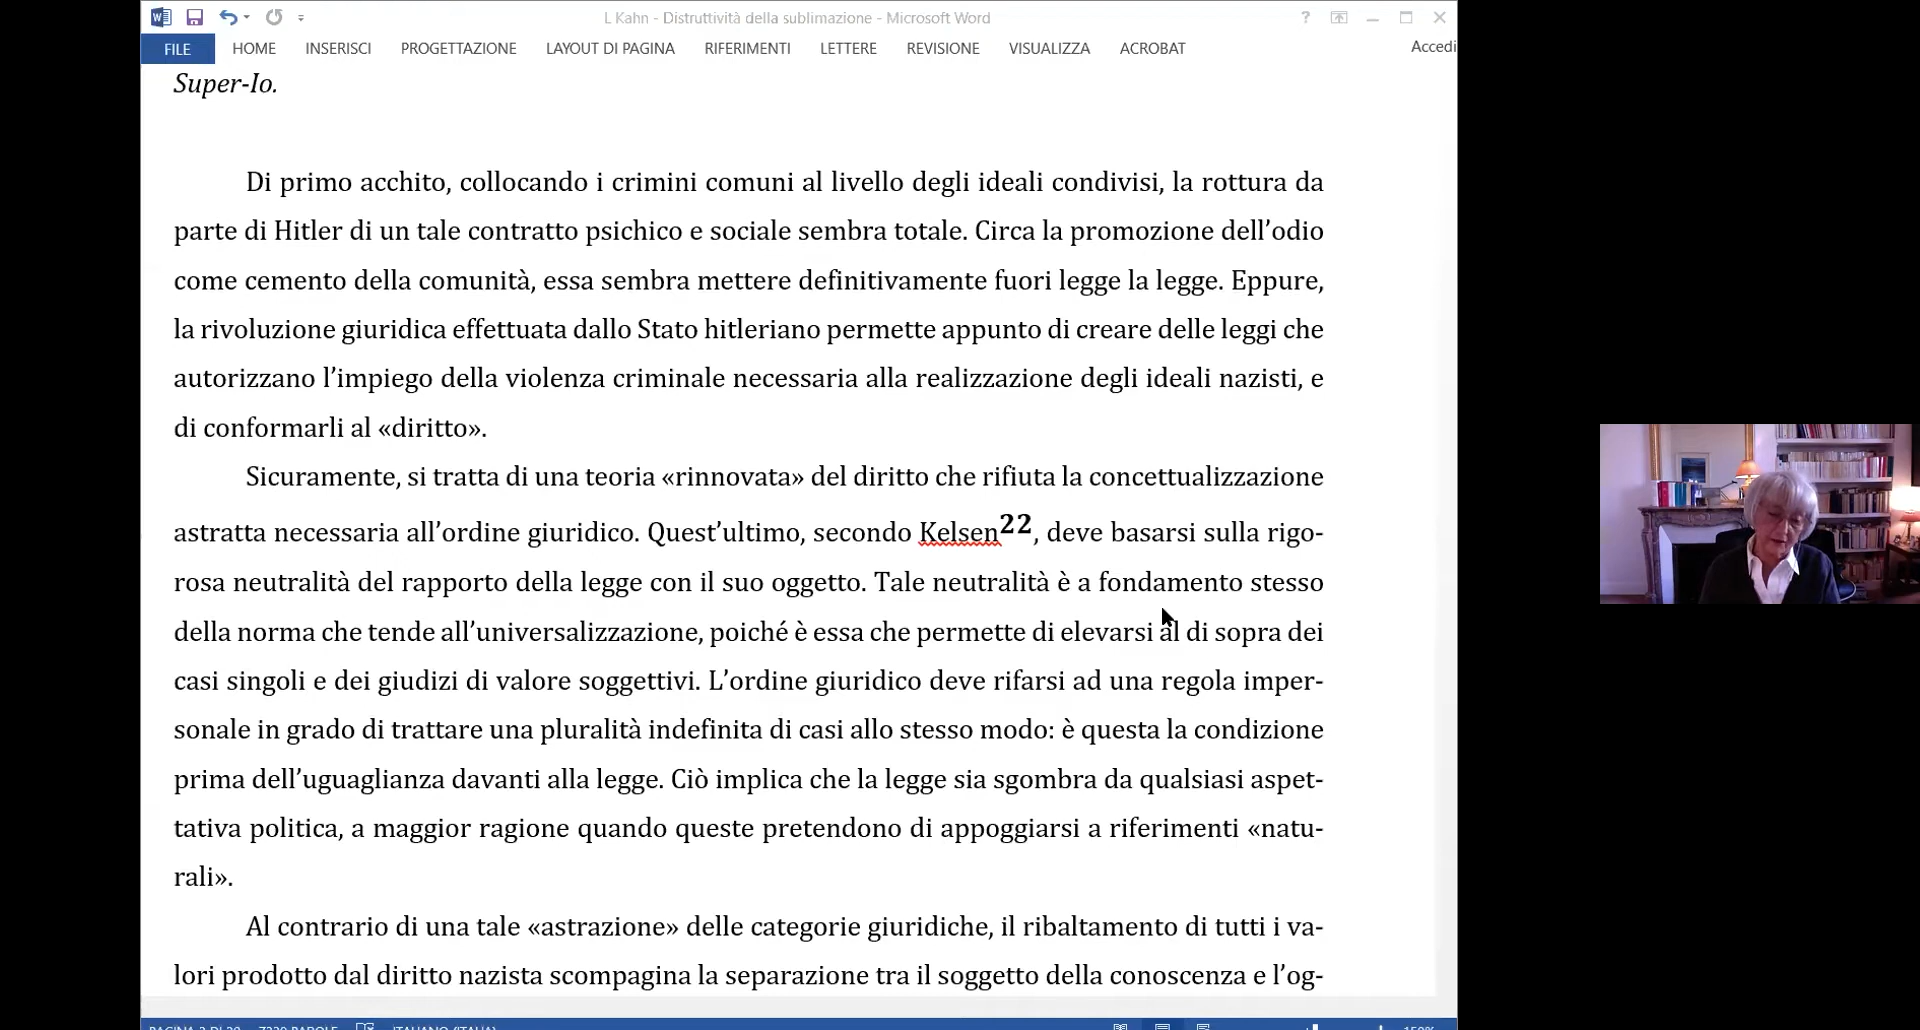 L Kahn - Distruttività della sublimazione - Microsoft Word
?
FILE HOME INSERISCI PROGETTAZIONE LAYOUT DI PAGINA RIFERIMENTI LETTERE REVISIONE VISUALIZZA ACROBAT Accedi
Super-Io.
Di primo acchito, collocando i crimini comuni al livello degli ideali condivisi, la rottura da
parte di Hitler di un tale contratto psichico e sociale sembra totale. Circa la promozione dell’odio
come cemento della comunità, essa sembra mettere definitivamente fuori legge la legge. Eppure,
la rivoluzione giuridica effettuata dallo Stato hitleriano permette appunto di creare delle leggi che
autorizzano l’impiego della violenza criminale necessaria alla realizzazione degli ideali nazisti, e
di conformarli al «diritto».
Sicuramente, si tratta di una teoria «rinnovata» del diritto che rifiuta la concettualizzazione
astratta necessaria all’ordine giuridico. Quest’ultimo, secondo Kelsen22, deve basarsi sulla rigo-
rosa neutralità del rapporto della legge con il suo oggetto. Tale neutralità è a fondamento stesso
della norma che tende all’universalizzazione, poiché è essa che permette di elevarsi al di sopra dei
casi singoli e dei giudizi di valore soggettivi. L’ordine giuridico deve rifarsi ad una regola imper-
sonale in grado di trattare una pluralità indefinita di casi allo stesso modo: è questa la condizione
prima dell’uguaglianza davanti alla legge. Ciò implica che la legge sia sgombra da qualsiasi aspet-
tativa politica, a maggior ragione quando queste pretendono di appoggiarsi a riferimenti «natu-
rali».
Al contrario di una tale «astrazione» delle categorie giuridiche, il ribaltamento di tutti i va-
lori prodotto dal diritto nazista scompagina la separazione tra il soggetto della conoscenza e l’og-